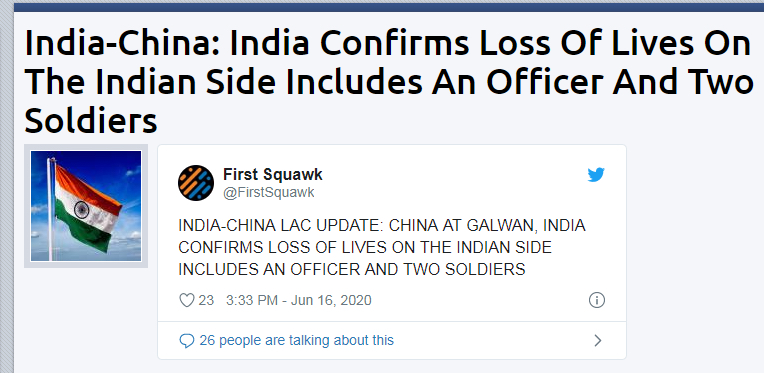 India-China: India Confirms Loss Of Lives On
The Indian Side Includes An Officer And Two
Soldiers
First Squawk
@FirstSquawk
INDIA-CHINA LAC UPDATE: CHINA AT GALWAN, INDIA
CONFIRMS LOSS OF LIVES ON THE INDIAN SIDE
INCLUDES AN OFFICER AND TWO SOLDIERS
23 3:33 PM - Jun 16, 2020
26 people are talking about this